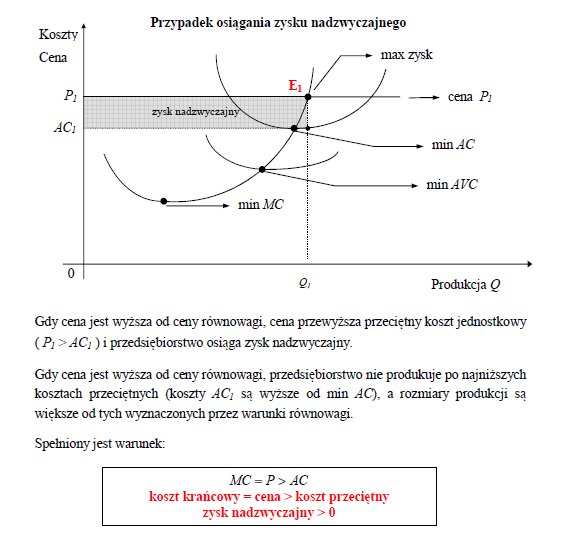 Przypadek osiągania zysku nadzwyczajnego
Koszty
Cena
max zysk
E1
P1
cena P1
zysk nadzwyczajny
AC1
min AC
min AVC
min MC
0
Q1
Produkcja Q
Gdy cena jest wyższa od ceny równowagi, cena przewyższa przeciętny koszt jednostkowy
( P1 > AC1 ) i przedsiębiorstwo osiąga zysk nadzwyczajny.
Gdy cena jest wyższa od ceny równowagi, przedsiębiorstwo nie produkuje po najniższych
kosztach przeciętnych (koszty AC1 są wyższe od min AC), a rozmiary produkcji są
większe od tych wyznaczonych przez warunki równowagi.
Spełniony jest warunek:
MC = P > AC
koszt krańcowy = cena > koszt przeciętny
zysk nadzwyczajny > 0